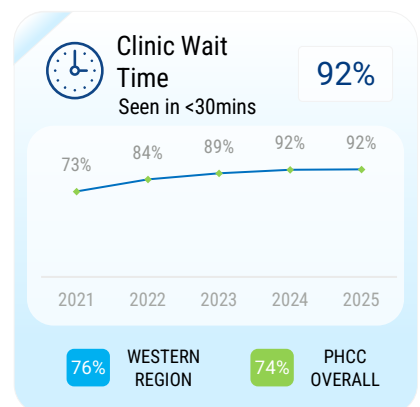 Clinic Wait
Time
Seen in <30mins
92%
73% 84% 89% 92% 92%
2021 2022 2023 2024 2025
76% WESTERN REGION
74% PHCC OVERALL